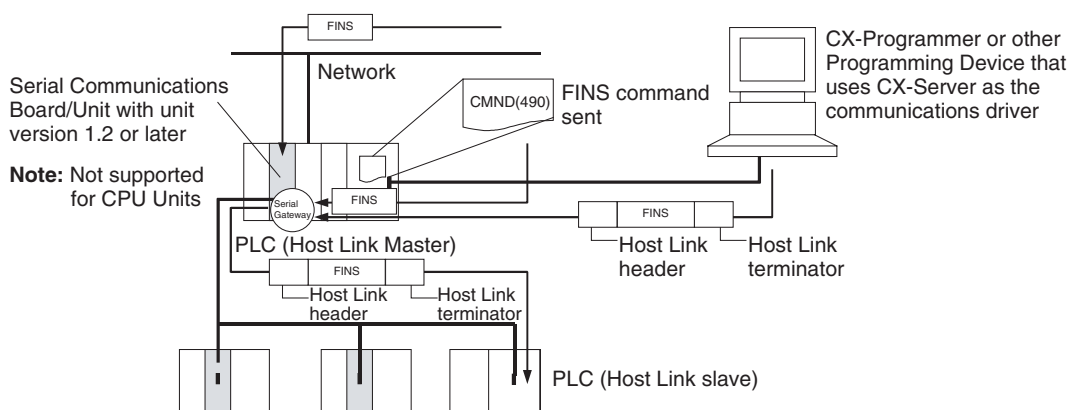 FINS
Network
Serial Communications
Board/Unit with unit
version 1.2 or later
Note: Not supported
for CPU Units
CMND(490)
FINS command
sent
CX-Programmer or other
Programming Device that
uses CX-Server as the
communications driver
Serial
Gateway
FINS
PLC (Host Link Master)
FINS
Host Link
header
Host Link
terminator
FINS
Host Link
header
Host Link
terminator
PLC (Host Link slave)